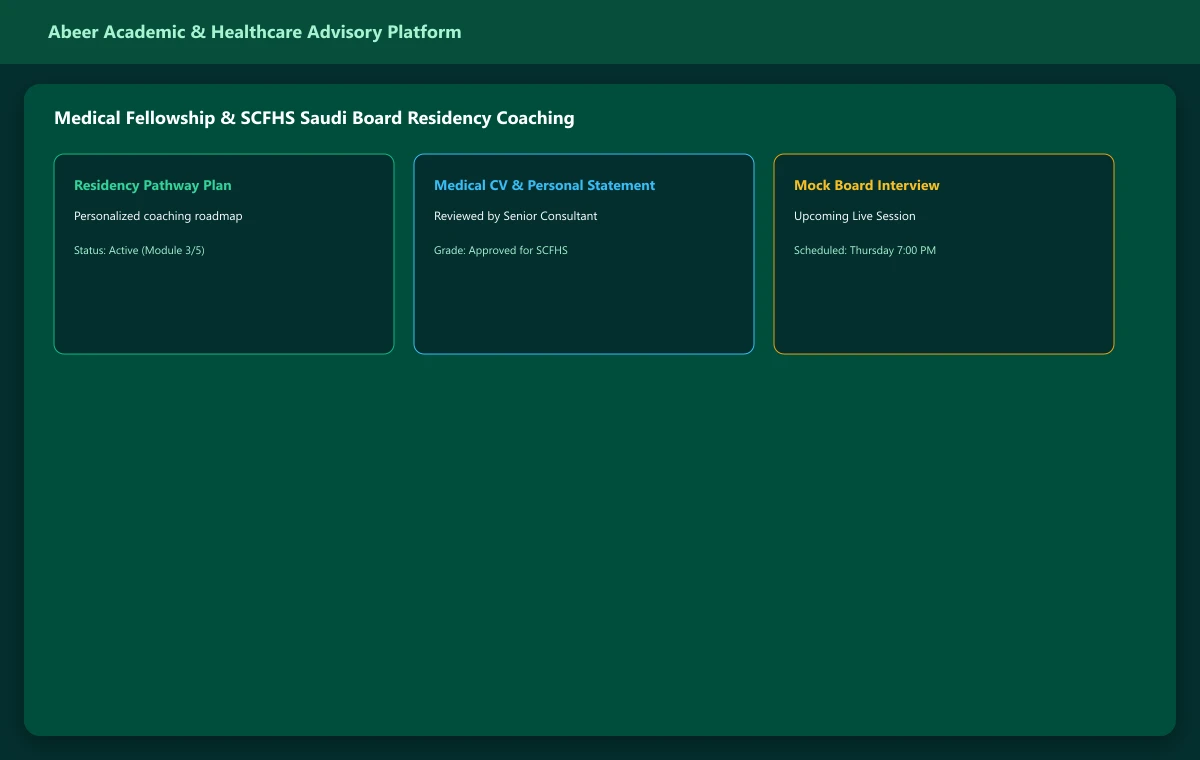 Abeer Academic & Healthcare Advisory Platform
Medical Fellowship & SCFHS Saudi Board Residency Coaching
Residency Pathway Plan
Personalized coaching roadmap
Status: Active (Module 3/5)
Medical CV & Personal Statement
Reviewed by Senior Consultant
Grade: Approved for SCFHS
Mock Board Interview
Upcoming Live Session
Scheduled: Thursday 7:00 PM